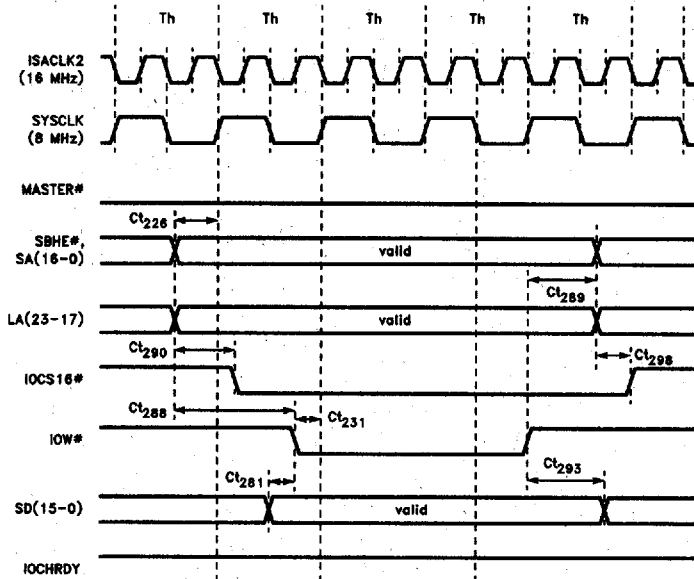 Th Th Th Th Th
ISACLK2
(16 MHz)
SYSCLK
(8 MHz)
MASTER#
Ct226
SBHE#,
SA(16-0)
valid
Ct289
LA(23-17)
valid
Ct290
Ct298
IOCS16#
Ct288
Ct231
IOW#
Ct281
Ct293
SD(15-0)
valid
IOCHRDY